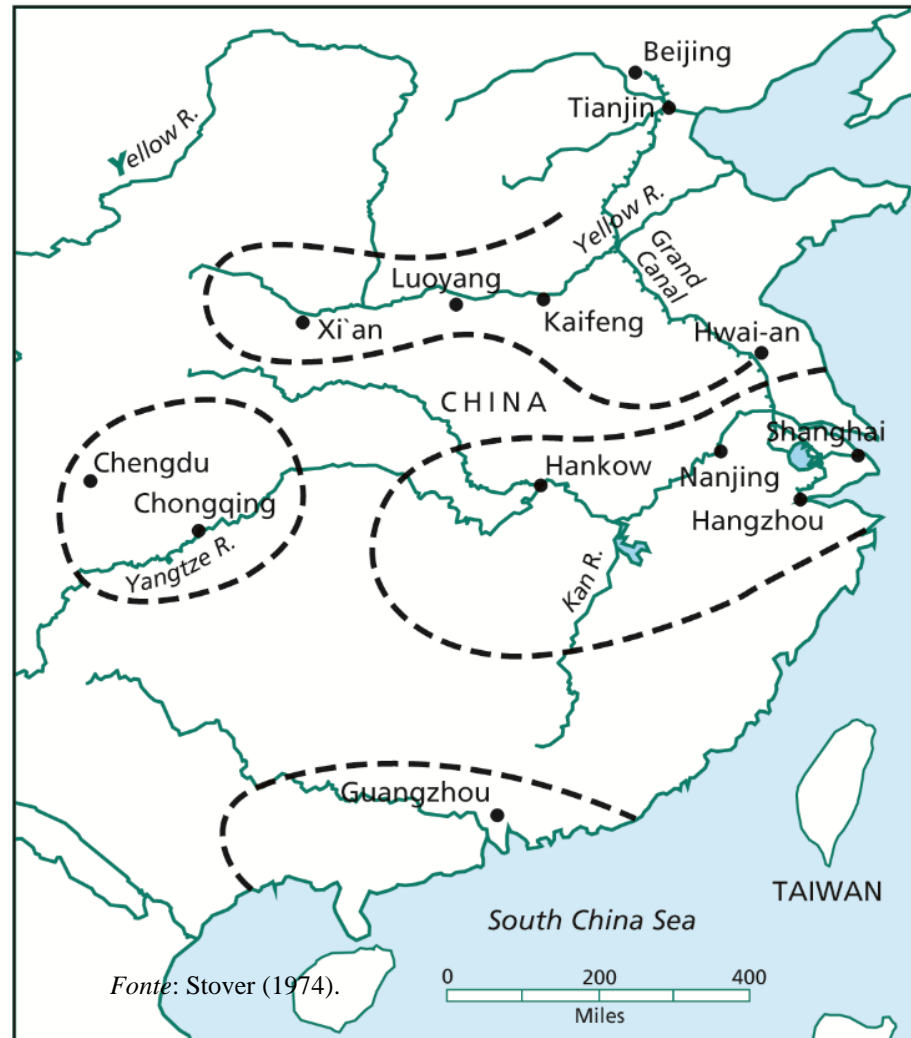 Beijing
Tianjin
Yellow R.
Yellow R.
Grand
Canal
Luoyang
Xi`an
Kaifeng
Hwai-an
CHINA
Shanghai
Chengdu
Hankow
Nanjing
Chongqing
Hangzhou
Yangtze R.
Kan R.
Guangzhou
TAIWAN
South China Sea
Fonte: Stover (1974).
0 200 400
Miles